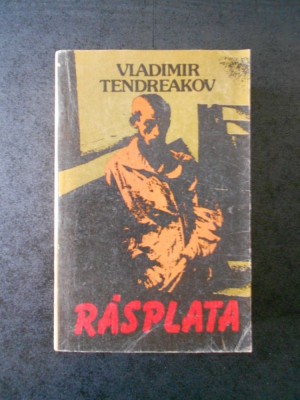 VLADIMIR
TENDREAKOV
RĂSPLATA